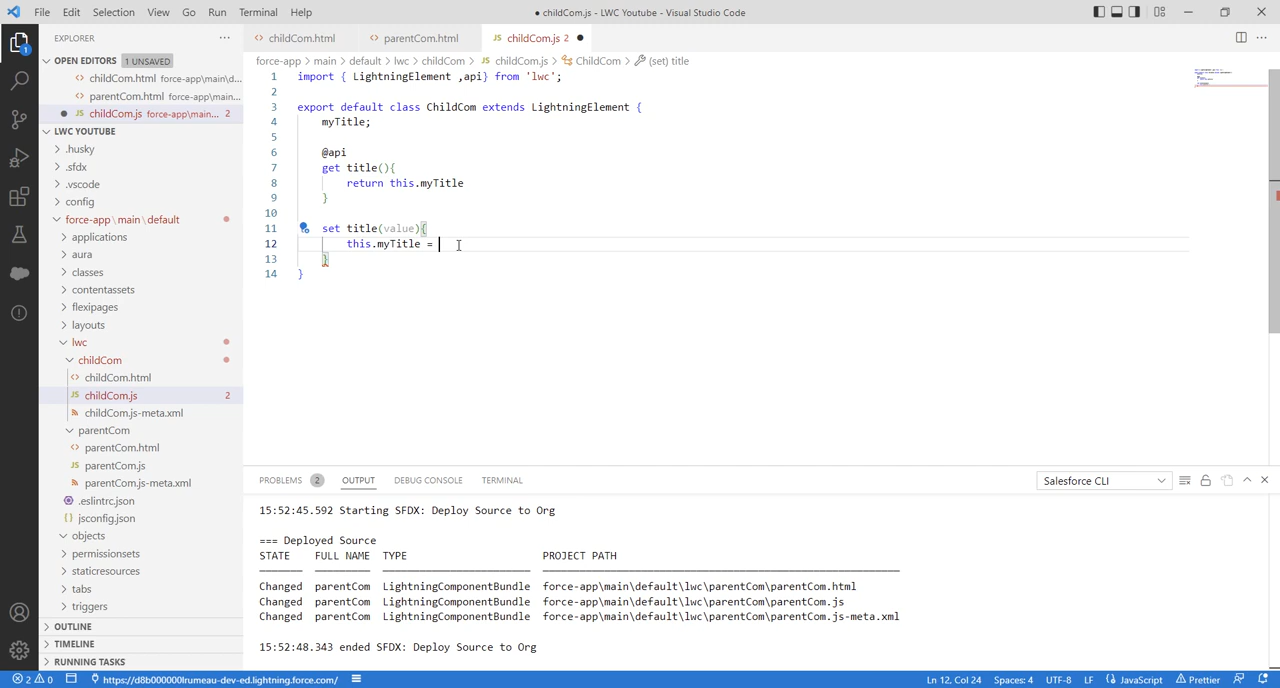 File Edit Selection View Go Run Terminal Help
● childCom.js - LWC Youtube - Visual Studio Code
EXPLORER
OPEN EDITORS 1 UNSAVED
childCom.html force-app\main\d...
parentCom.html force-app\main...
childCom.js force-app\main... 2
LWC YOUTUBE
.husky
.sfdx
.vscode
config
force-app\main\default
applications
aura
classes
contentassets
flexipages
layouts
lwc
childCom
childCom.html
childCom.js 2
childCom.js-meta.xml
parentCom
parentCom.html
parentCom.js
parentCom.js-meta.xml
.eslintrc.json
jsconfig.json
objects
permissionsets
staticresources
tabs
triggers
OUTLINE
TIMELINE
RUNNING TASKS
childCom.html parentCom.html JS childCom.js 2 ●
force-app > main > default > lwc > childCom > JS childCom.js > ChildCom > (set) title
1 import { LightningElement ,api} from 'lwc';
2
3 export default class ChildCom extends LightningElement {
4 myTitle;
5
6 @api
7 get title(){
8 return this.myTitle
9 }
10
11 set title(value){
12 this.myTitle =
13 }
14 }
PROBLEMS 2 OUTPUT DEBUG CONSOLE TERMINAL Salesforce CLI
15:52:45.592 Starting SFDX: Deploy Source to Org
=== Deployed Source
STATE FULL NAME TYPE PROJECT PATH
Changed parentCom LightningComponentBundle force-app\main\default\lwc\parentCom\parentCom.html
Changed parentCom LightningComponentBundle force-app\main\default\lwc\parentCom\parentCom.js
Changed parentCom LightningComponentBundle force-app\main\default\lwc\parentCom\parentCom.js-meta.xml
15:52:48.343 ended SFDX: Deploy Source to Org
2 0 https://d8b000000lrumeau-dev-ed.lightning.force.com/ Ln 12, Col 24 Spaces: 4 UTF-8 LF JavaScript Prettier